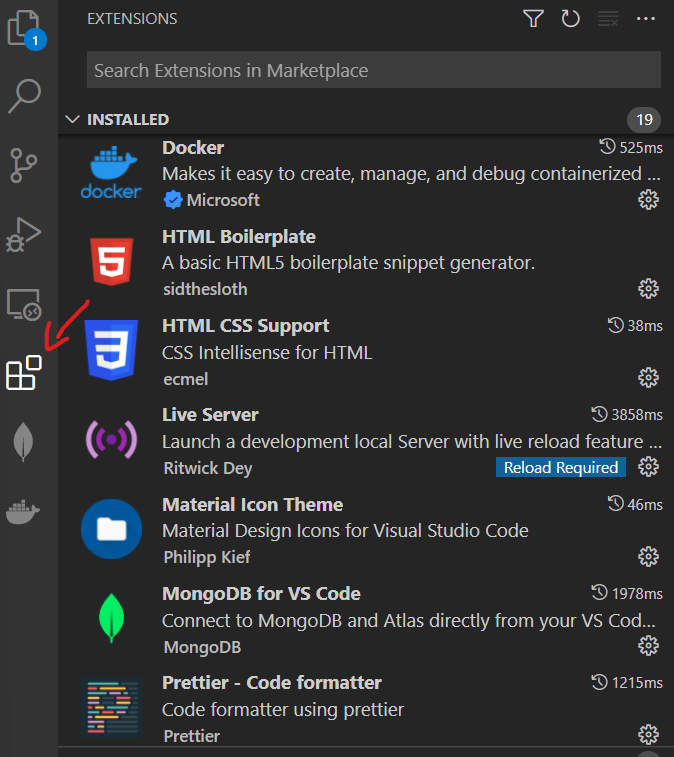 EXTENSIONS
1
Search Extensions in Marketplace
INSTALLED 19
Docker 525ms
Makes it easy to create, manage, and debug containerized ...
docker
Microsoft
HTML Boilerplate
5
A basic HTML5 boilerplate snippet generator.
sidthesloth
HTML CSS Support 38ms
3
CSS Intellisense for HTML
ecmel
Live Server 3858ms
Launch a development local Server with live reload feature ...
Ritwick Dey Reload Required
Material Icon Theme 46ms
Material Design Icons for Visual Studio Code
Philipp Kief
MongoDB for VS Code 1978ms
Connect to MongoDB and Atlas directly from your VS Cod...
MongoDB
Prettier - Code formatter 1215ms
Code formatter using prettier
Prettier